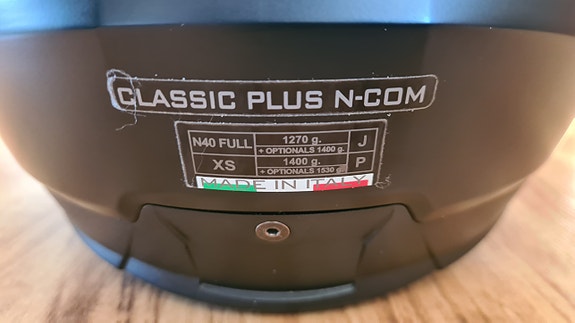 CLASSIC PLUS N-COM
N40 FULL 1270 g. J
+ OPTIONALS 1400 g.
XS 1400 g. P
+ OPTIONALS 1530 g.
MADE IN ITALY